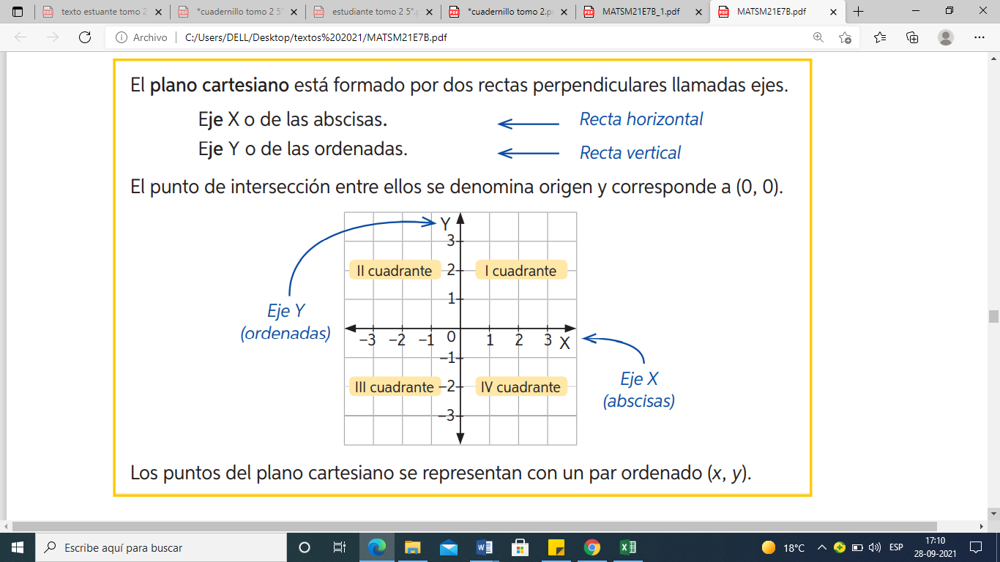 texto estuante tomo 2
*cuadernillo tomo 2 5°
estudiante tomo 2 5°.p
*cuadernillo tomo 2.p
MATSM21E7B_1.pdf
MATSM21E7B.pdf
Archivo
C:/Users/DELL/Desktop/textos%202021/MATSM21E7B.pdf
El plano cartesiano está formado por dos rectas perpendiculares llamadas ejes.
Eje X o de las abscisas. Recta horizontal
Eje Y o de las ordenadas. Recta vertical
El punto de intersección entre ellos se denomina origen y corresponde a (0, 0).
Y
3
II cuadrante 2 I cuadrante
1
Eje Y
(ordenadas)
−3 −2 −1 0 1 2 3 X
−1
III cuadrante −2 IV cuadrante
Eje X
(abscisas)
−3
Los puntos del plano cartesiano se representan con un par ordenado (x, y).
Escribe aquí para buscar
18°C
ESP
17:10
28-09-2021